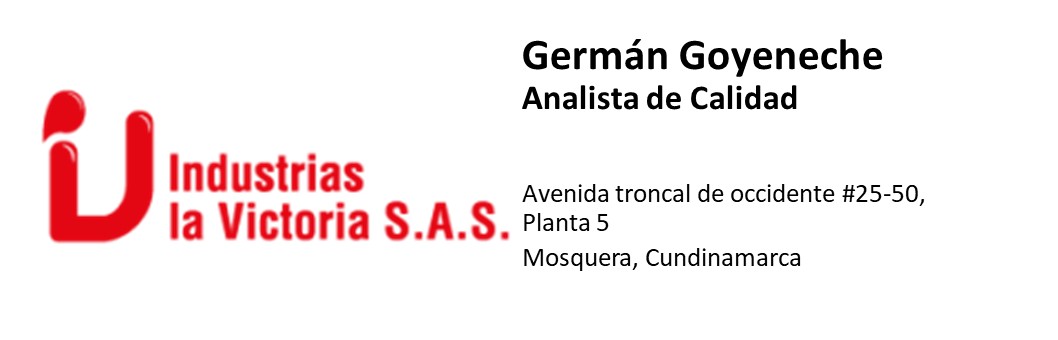 Industrias
la Victoria S.A.S.
Germán Goyeneche
Analista de Calidad
Avenida troncal de occidente #25-50,
Planta 5
Mosquera, Cundinamarca